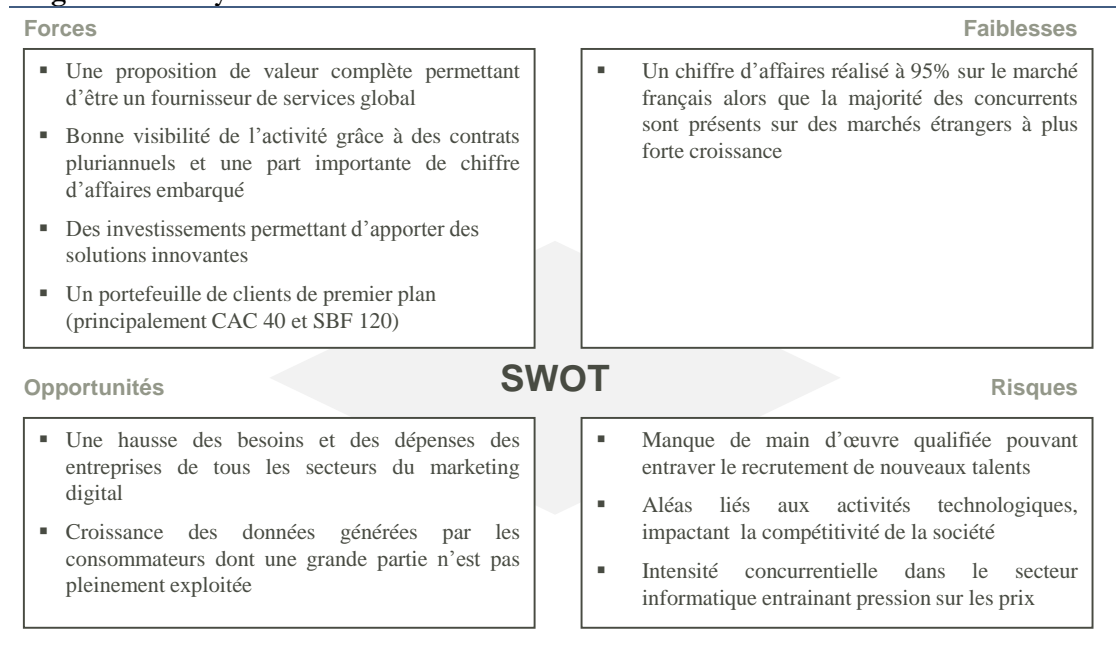 Forces
Faiblesses
▪ Une proposition de valeur complète permettant
d’être un fournisseur de services global
▪ Bonne visibilité de l’activité grâce à des contrats
pluriannuels et une part importante de chiffre
d’affaires embarqué
▪ Des investissements permettant d’apporter des
solutions innovantes
▪ Un portefeuille de clients de premier plan
(principalement CAC 40 et SBF 120)
▪ Un chiffre d’affaires réalisé à 95% sur le marché
français alors que la majorité des concurrents
sont présents sur des marchés étrangers à plus
forte croissance
SWOT
Opportunités
Risques
▪ Une hausse des besoins et des dépenses des
entreprises de tous les secteurs du marketing
digital
▪ Croissance des données générées par les
consommateurs dont une grande partie n’est pas
pleinement exploitée
▪ Manque de main d’œuvre qualifiée pouvant
entraver le recrutement de nouveaux talents
▪ Aléas liés aux activités technologiques,
impactant la compétitivité de la société
▪ Intensité concurrentielle dans le secteur
informatique entrainant pression sur les prix